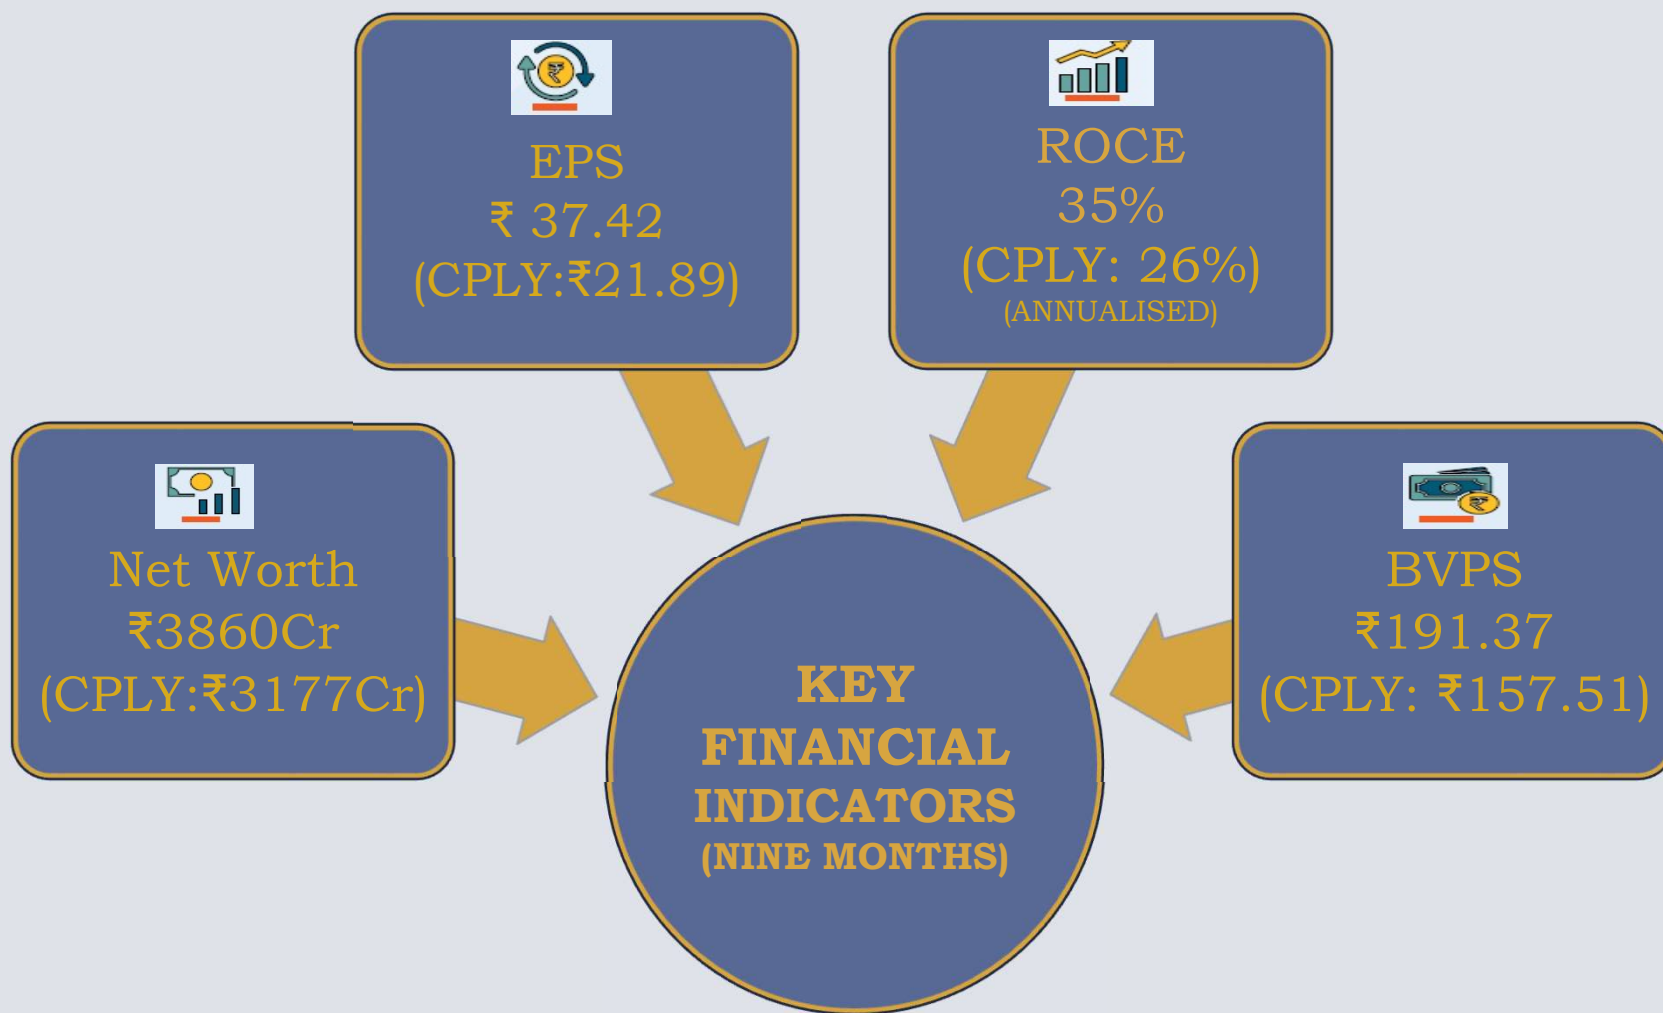 EPS
₹ 37.42
(CPLY:₹21.89)
ROCE
35%
(CPLY: 26%)
(ANNUALISED)
Net Worth
₹3860Cr
(CPLY:₹3177Cr)
BVPS
₹191.37
(CPLY: ₹157.51)
KEY
FINANCIAL
INDICATORS
(NINE MONTHS)